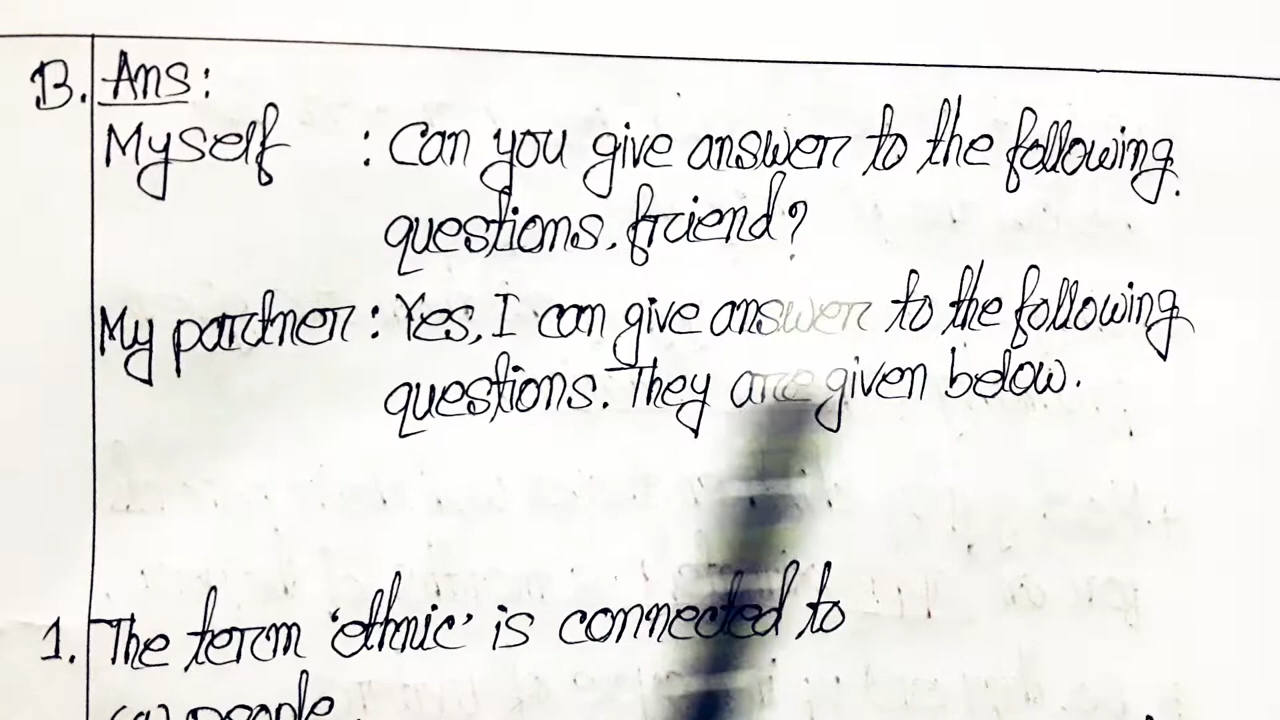 B. Ans:
Myself : Can you give answer to the following
questions, friend?
My partner : Yes, I can give answer to the following
questions. They are given below.
1. The term 'ethnic' is connected to
(a) people